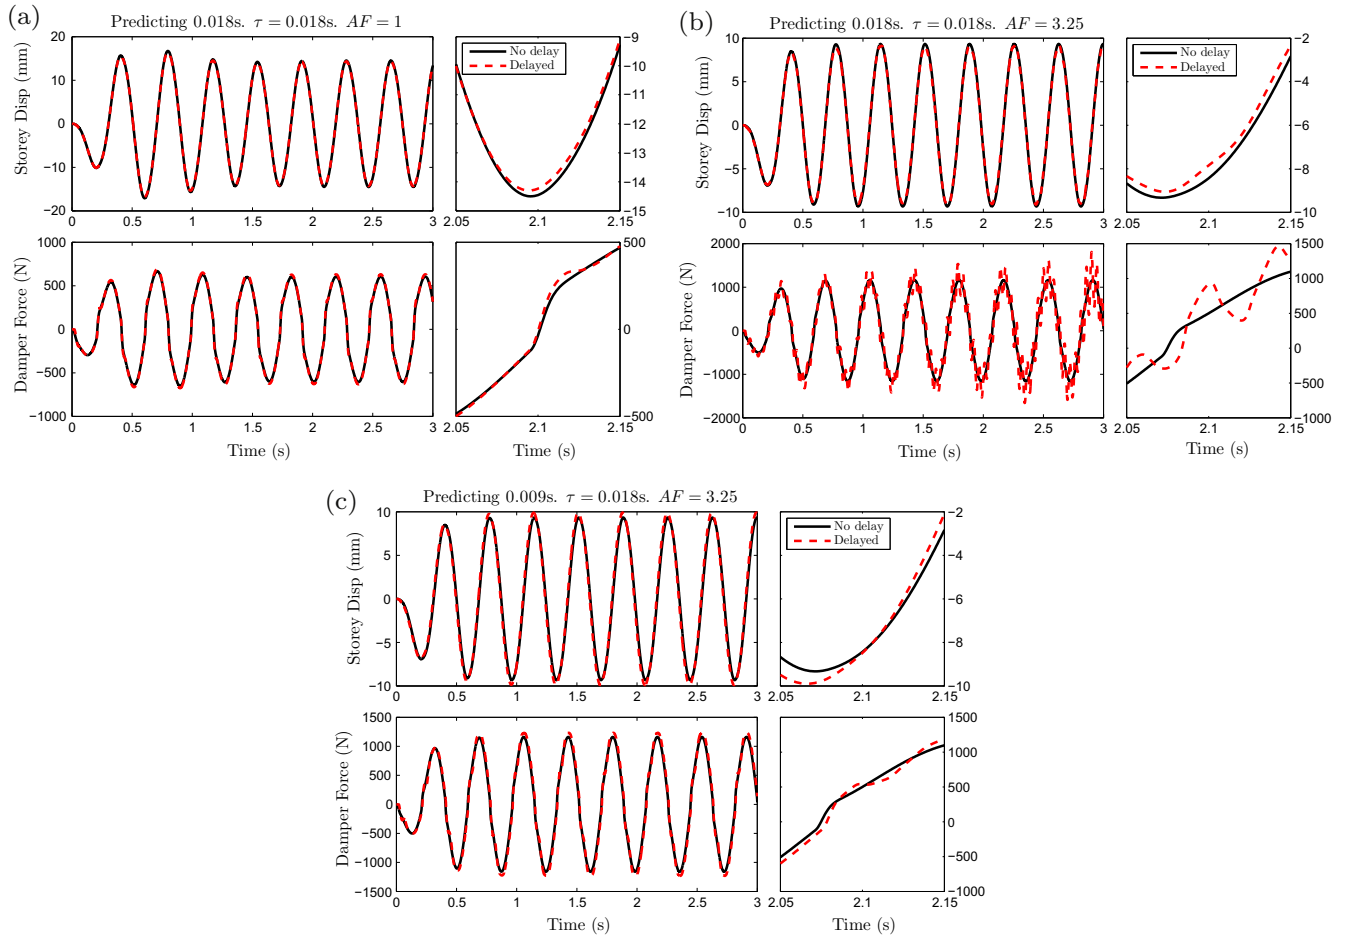 (a)
Predicting 0.018s. τ = 0.018s. AF = 1
Storey Disp (mm)
20
10
0
−10
−20
0 0.5 1 1.5 2 2.5 3
No delay
Delayed
−9
−10
−11
−12
−13
−14
−15
2.05 2.1 2.15
Damper Force (N)
1000
500
0
−500
−1000
0 0.5 1 1.5 2 2.5 3
Time (s)
500
0
−500
2.05 2.1 2.15
(b)
Predicting 0.018s. τ = 0.018s. AF = 3.25
Storey Disp (mm)
10
5
0
−5
−10
0 0.5 1 1.5 2 2.5 3
No delay
Delayed
−2
−4
−6
−8
−10
2.05 2.1 2.15
Damper Force (N)
2000
1000
0
−1000
−2000
0 0.5 1 1.5 2 2.5 3
Time (s)
1500
1000
500
0
−500
−1000
2.05 2.1 2.15
(c)
Predicting 0.009s. τ = 0.018s. AF = 3.25
Storey Disp (mm)
10
5
0
−5
−10
0 0.5 1 1.5 2 2.5 3
No delay
Delayed
−2
−4
−6
−8
−10
2.05 2.1 2.15
Damper Force (N)
1500
1000
500
0
−500
−1000
−1500
0 0.5 1 1.5 2 2.5 3
Time (s)
1500
1000
500
0
−500
−1000
2.05 2.1 2.15